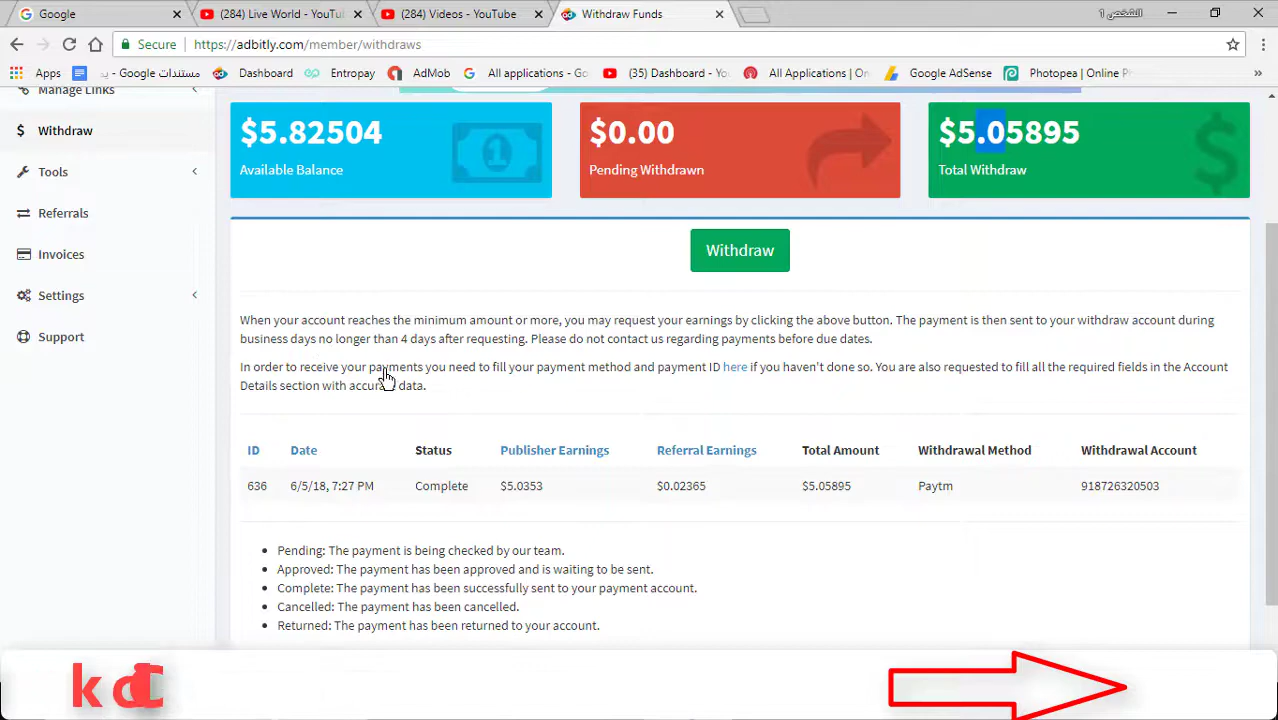 Google
(284) Live World - YouTu
(284) Videos - YouTube
Withdraw Funds
الشخص 1
Secure
https://adbitly.com/member/withdraws
Apps
مستندات Google - يد
Dashboard
Entropay
AdMob
All applications - Go
(35) Dashboard - Yo
All Applications | On
Google AdSense
Photopea | Online P
»
Manage Links
Withdraw
Tools
Referrals
Invoices
Settings
Support
$5.82504
Available Balance
$0.00
Pending Withdrawn
$5.05895
Total Withdraw
Withdraw
When your account reaches the minimum amount or more, you may request your earnings by clicking the above button. The payment is then sent to your withdraw account during
business days no longer than 4 days after requesting. Please do not contact us regarding payments before due dates.
In order to receive your payments you need to fill your payment method and payment ID here if you haven't done so. You are also requested to fill all the required fields in the Account
Details section with accurate data.
ID Date Status Publisher Earnings Referral Earnings Total Amount Withdrawal Method Withdrawal Account
636 6/5/18, 7:27 PM Complete $5.0353 $0.02365 $5.05895 Paytm 918726320503
Pending: The payment is being checked by our team.
Approved: The payment has been approved and is waiting to be sent.
Complete: The payment has been successfully sent to your payment account.
Cancelled: The payment has been cancelled.
Returned: The payment has been returned to your account.